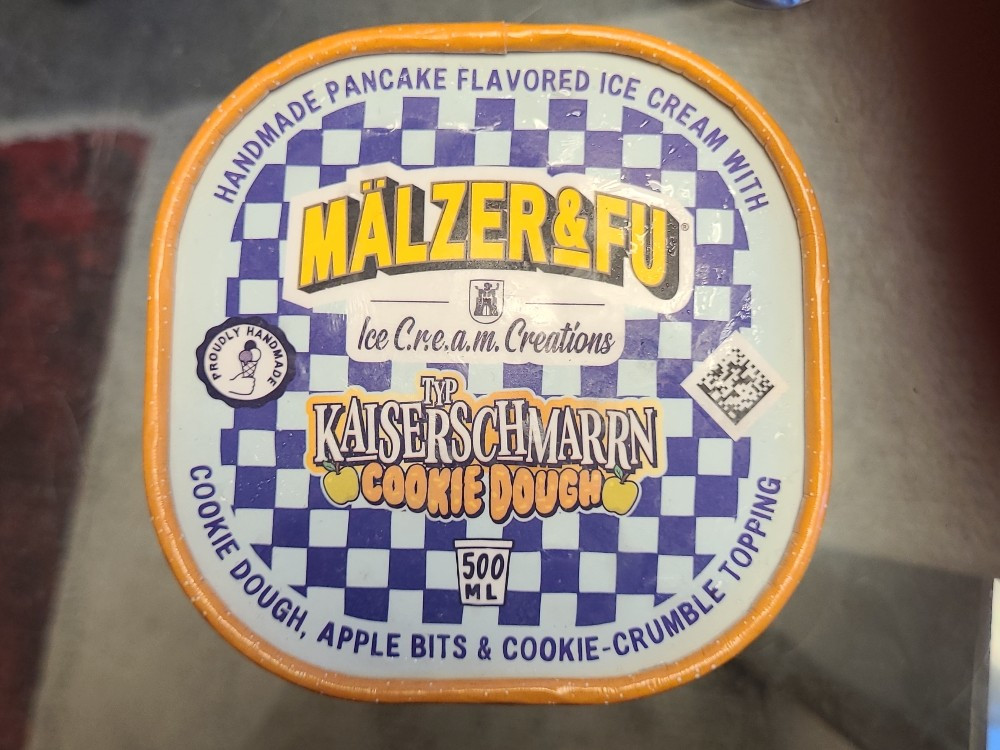 HANDMADE PANCAKE FLAVORED ICE CREAM WITH
MÄLZER&FU®
Ice C.r.e.a.m. Creations
PROUDLY HANDMADE
TYP
KAISERSCHMARRN
COOKIE DOUGH
500
ML
COOKIE DOUGH, APPLE BITS & COOKIE-CRUMBLE TOPPING